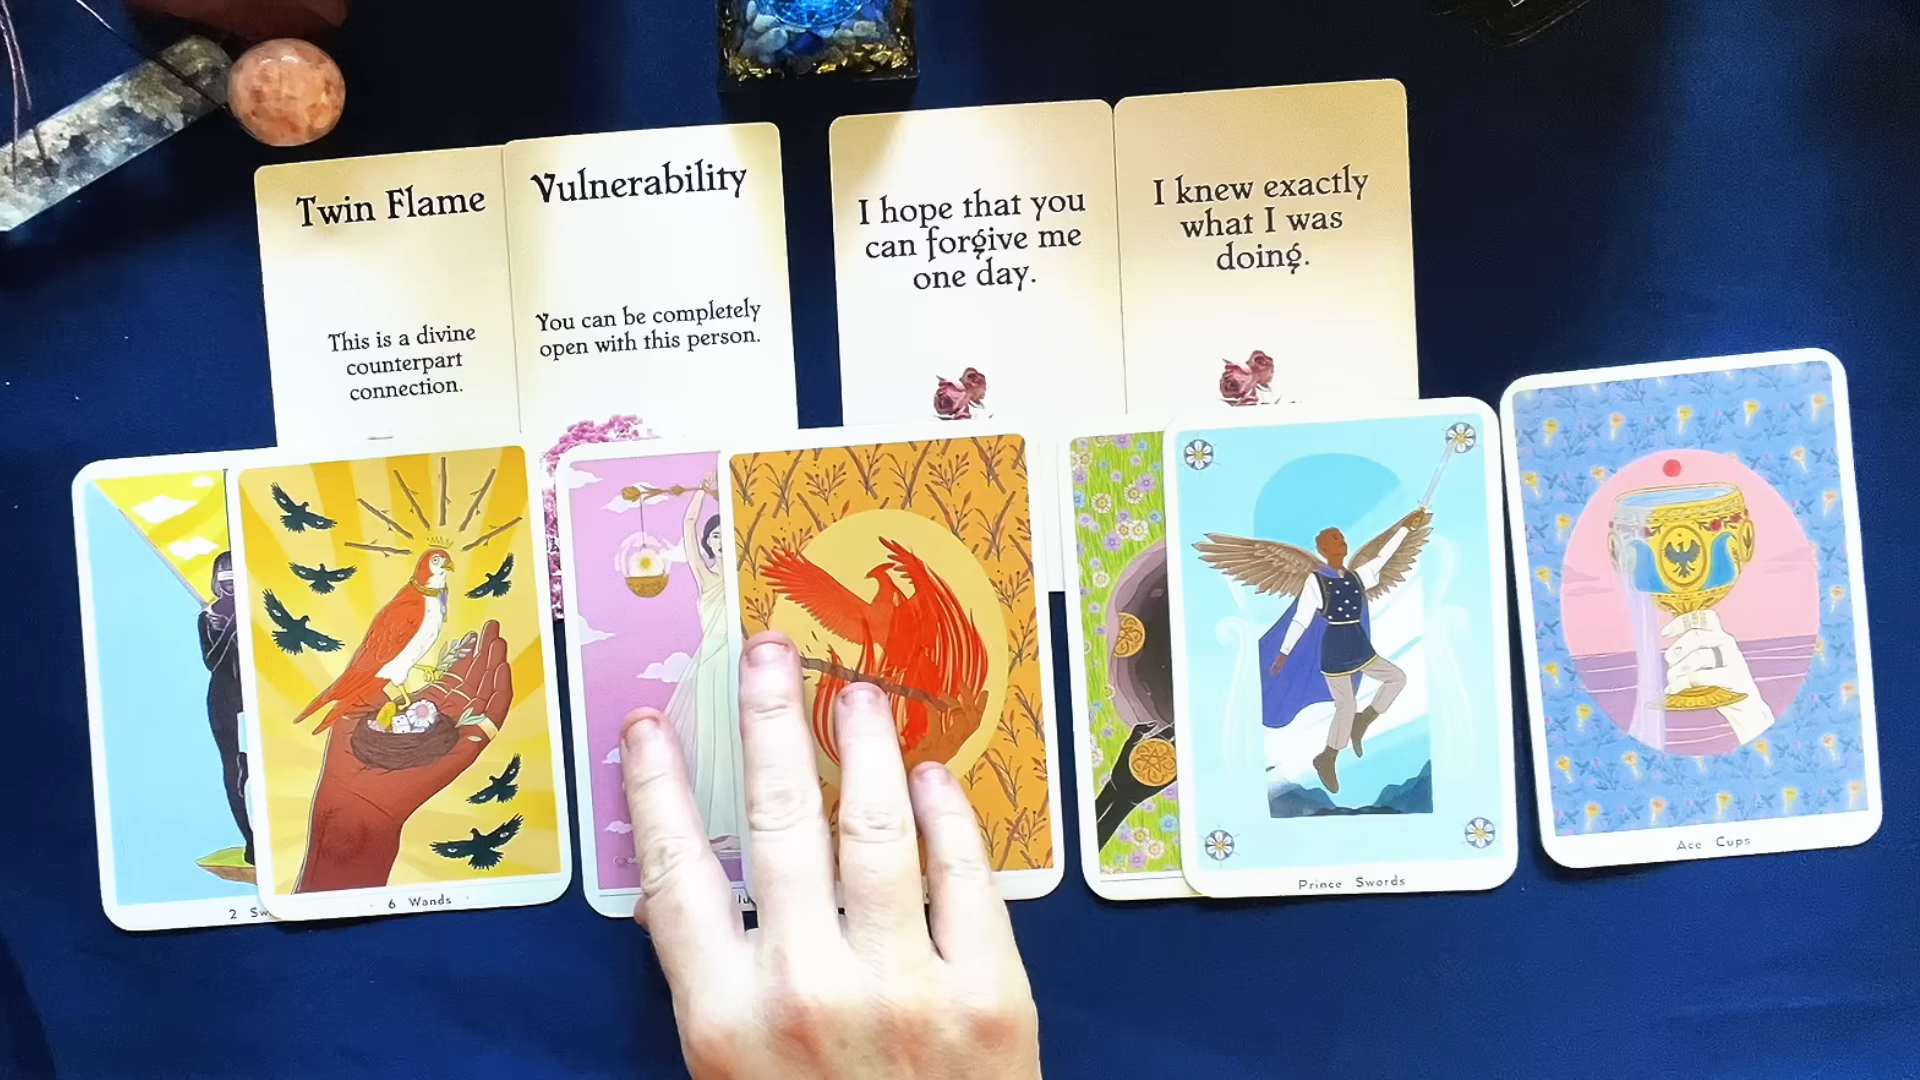 Twin Flame
This is a divine
counterpart
connection.
Vulnerability
You can be completely
open with this person.
I hope that you
can forgive me
one day.
I knew exactly
what I was
doing.
2
6 Wands
Prince Swords
Ace Cups